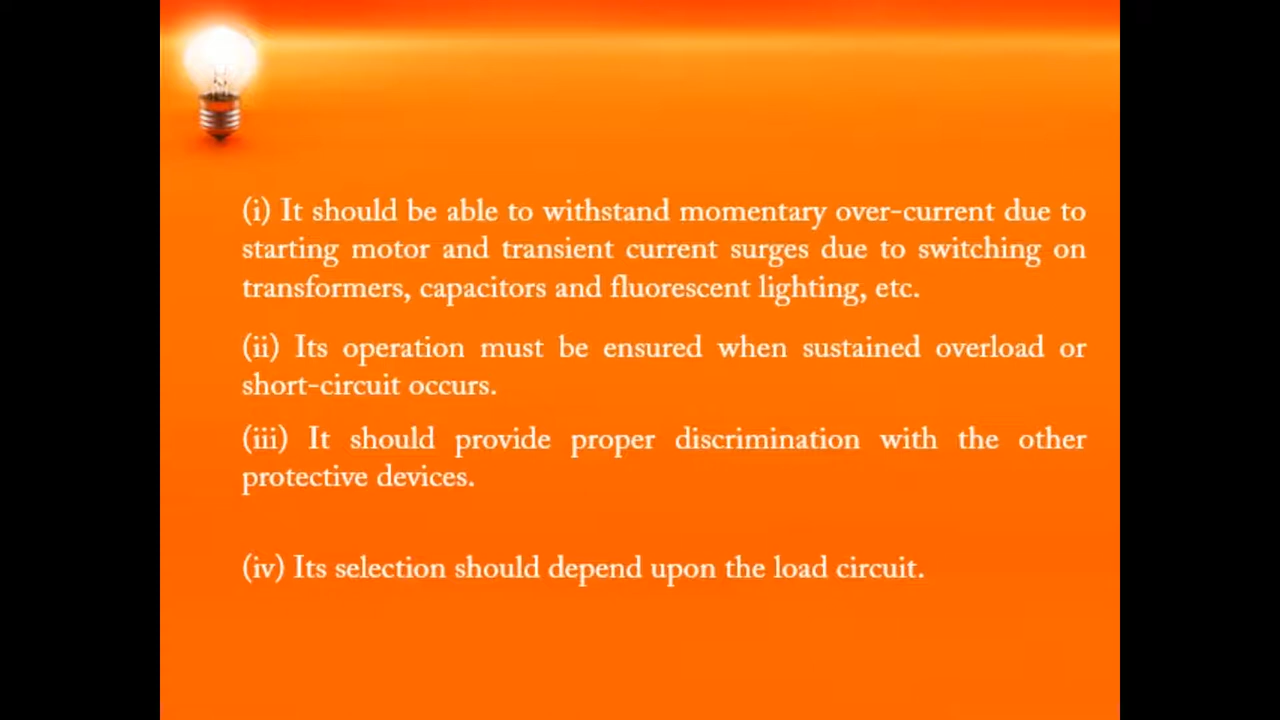 (i) It should be able to withstand momentary over-current due to
starting motor and transient current surges due to switching on
transformers, capacitors and fluorescent lighting, etc.
(ii) Its operation must be ensured when sustained overload or
short-circuit occurs.
(iii) It should provide proper discrimination with the other
protective devices.
(iv) Its selection should depend upon the load circuit.